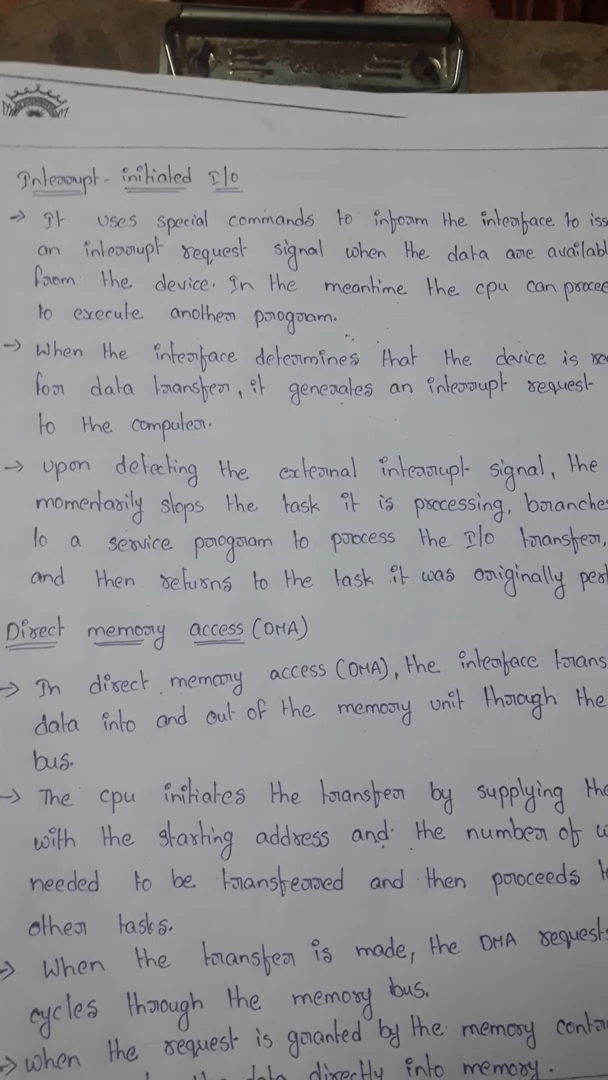 Interrupt - initiated I/O
→ It uses special commands to inform the interface to iss
an interrupt request signal when the data are availabl
from the device. In the meantime the cpu can procee
to execute another program.
→ When the interface determines that the device is re
for data transfer, it generates an interrupt request
to the computer.
→ upon detecting the external interrupt signal, the
momentarily stops the task it is processing, branches
to a service program to process the I/O transfer,
and then returns to the task it was originally perf
Direct memory access (DMA)
→ In direct memory access (DMA), the interface trans
data into and out of the memory unit through the
bus.
→ The cpu initiates the transfer by supplying the
with the starting address and the number of w
needed to be transferred and then proceeds t
other tasks.
→ When the transfer is made, the DMA requests
cycles through the memory bus.
→ when the request is granted by the memory contro
directly into memory.